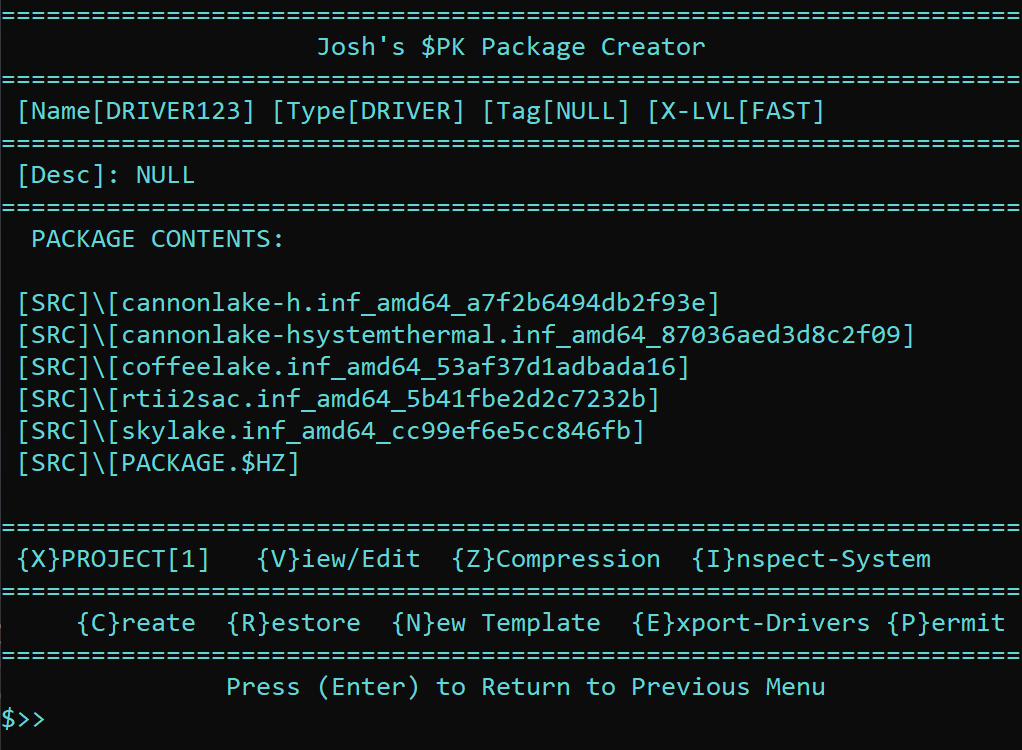 ====================================================================
Josh's $PK Package Creator
====================================================================
[Name[DRIVER123] [Type[DRIVER] [Tag[NULL] [X-LVL[FAST]
====================================================================
[Desc]: NULL
====================================================================
PACKAGE CONTENTS:
[SRC]\[cannonlake-h.inf_amd64_a7f2b6494db2f93e]
[SRC]\[cannonlake-hsystemthermal.inf_amd64_87036aed3d8c2f09]
[SRC]\[coffeelake.inf_amd64_53af37d1adbada16]
[SRC]\[rtii2sac.inf_amd64_5b41fbe2d2c7232b]
[SRC]\[skylake.inf_amd64_cc99ef6e5cc846fb]
[SRC]\[PACKAGE.$HZ]
====================================================================
{X}PROJECT[1]   {V}iew/Edit  {Z}Compression  {I}nspect-System
====================================================================
{C}reate  {R}estore  {N}ew Template  {E}xport-Drivers {P}ermit
====================================================================
Press (Enter) to Return to Previous Menu
$>>